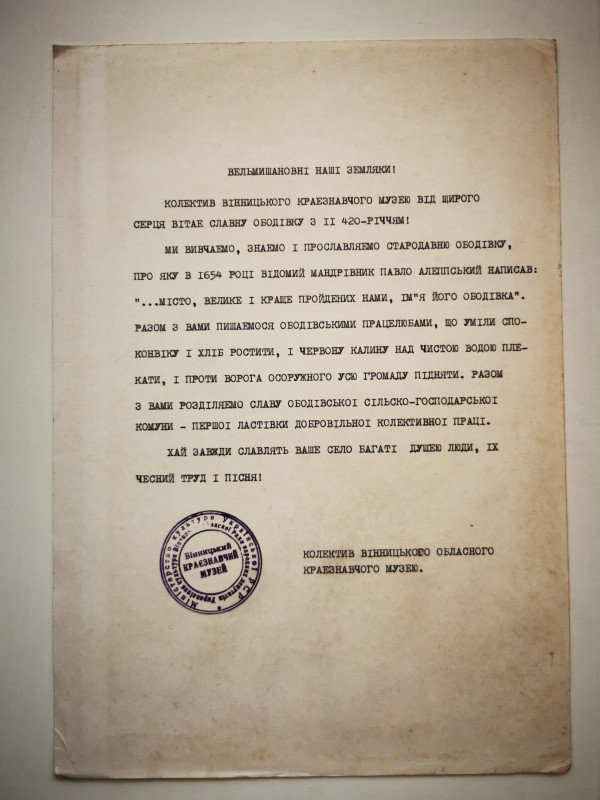 ВЕЛЬМИШАНОВНІ НАШІ ЗЕМЛЯКИ!
КОЛЕКТИВ ВІННИЦЬКОГО КРАЄЗНАВЧОГО МУЗЕЮ ВІД ЩИРОГО
СЕРЦЯ ВІТАЄ СЛАВНУ ОБОДІВКУ З ІІ 420-РІЧЧЯМ!
МИ ВИВЧАЄМО, ЗНАЄМО І ПРОСЛАВЛЯЄМО СТАРОДАВНЮ ОБОДІВКУ,
ПРО ЯКУ В 1654 РОЦІ ВІДОМИЙ МАНДРІВНИК ПАВЛО АЛЕППСЬКИЙ НАПИСАВ:
"...МІСТО, ВЕЛИКЕ І КРАЩЕ ПРОЙДЕНИХ НАМИ, ІМ"Я ЙОГО ОБОДІВКА".
РАЗОМ З ВАМИ ПИШАЄМОСЯ ОБОДІВСЬКИМИ ПРАЦЕЛЮБАМИ, ЩО УМІЛИ СПО-
КОНВІКУ І ХЛІБ РОСТИТИ, І ЧЕРВОНУ КАЛИНУ НАД ЧИСТОЮ ВОДОЮ ПЛЕ-
КАТИ, І ПРОТИ ВОРОГА ОСОРУЖНОГО УСЮ ГРОМАДУ ПІДНЯТИ. РАЗОМ
З ВАМИ РОЗДІЛЯЄМО СЛАВУ ОБОДІВСЬКОЇ СІЛЬСКО-ГОСПОДАРСЬКОЇ
КОМУНИ - ПЕРШОЇ ЛАСТІВКИ ДОБРОВІЛЬНОЇ КОЛЕКТИВНОЇ ПРАЦІ.
ХАЙ ЗАВЖДИ СЛАВЛЯТЬ ВАШЕ СЕЛО БАГАТІ ДУШЕЮ ЛЮДИ, ЇХ
ЧЕСНИЙ ТРУД І ПІСНЯ!
КОЛЕКТИВ ВІННИЦЬКОГО ОБЛАСНОГО
КРАЄЗНАВЧОГО МУЗЕЮ.
Міністерство культури Української РСР
Вінницький
КРАЄЗНАВЧИЙ
МУЗЕЙ